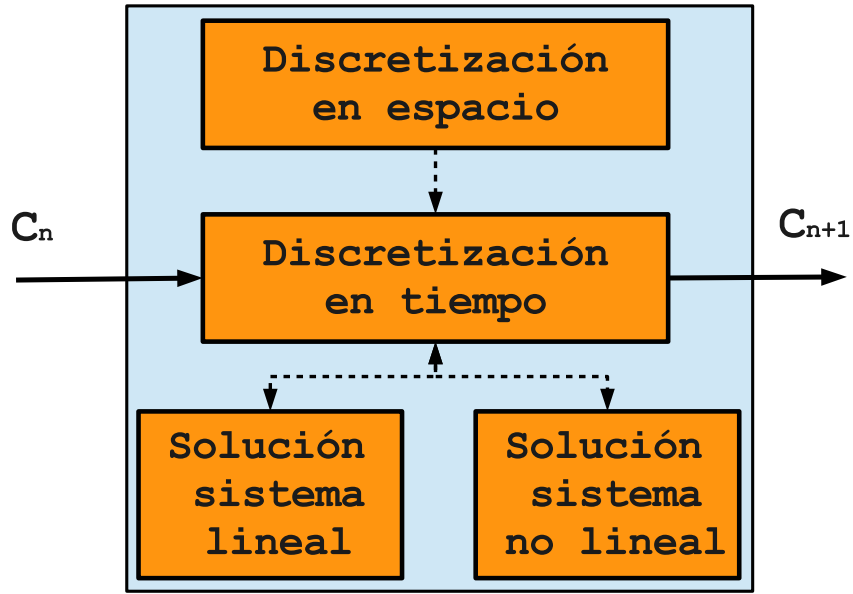 Discretización
en espacio
Cn
Cn+1
Discretización
en tiempo
Solución
sistema
lineal
Solución
sistema
no lineal